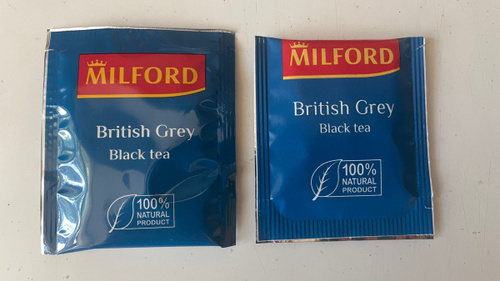 MILFORD
British Grey
Black tea
100%
NATURAL
PRODUCT
MILFORD
British Grey
Black tea
100%
NATURAL
PRODUCT